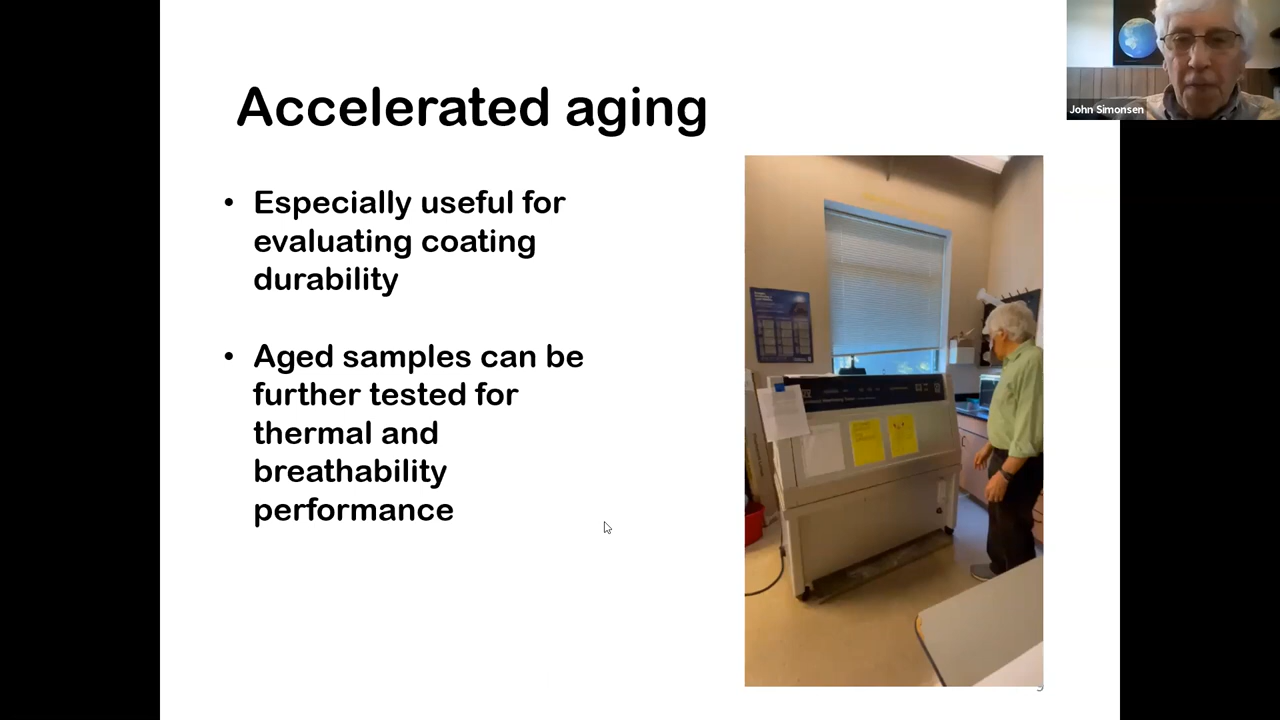 Accelerated aging
John Simonsen
• Especially useful for
evaluating coating
durability
• Aged samples can be
further tested for
thermal and
breathability
performance